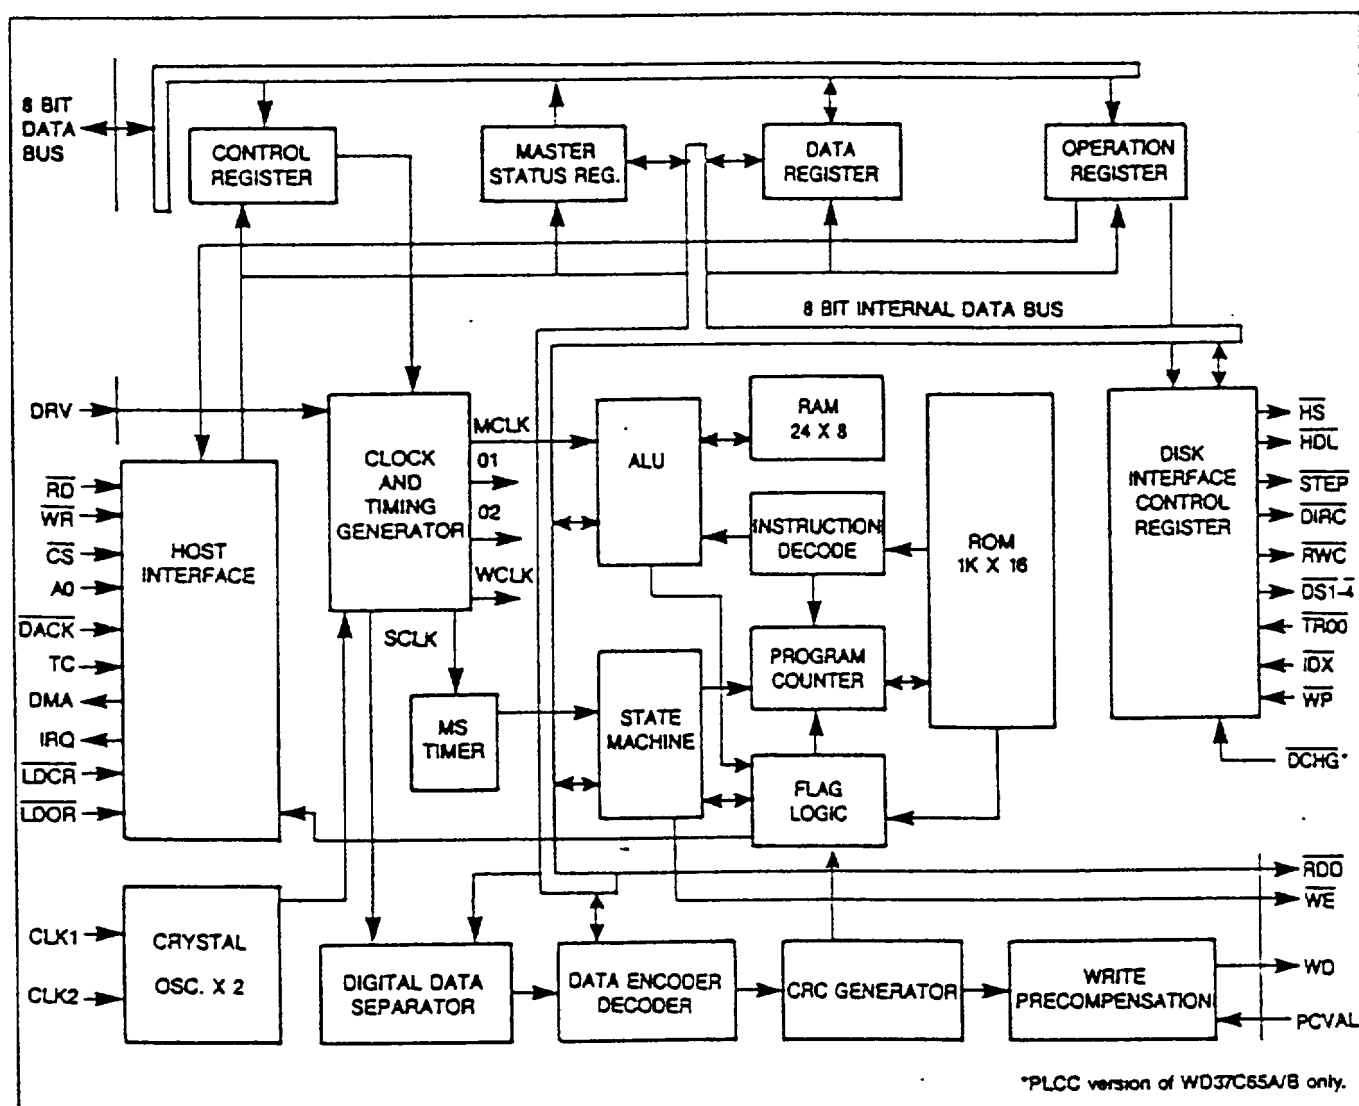 8 BIT
DATA
BUS
CONTROL
REGISTER
MASTER
STATUS REG.
DATA
REGISTER
OPERATION
REGISTER
8 BIT INTERNAL DATA BUS
DRV
RD
WR
CS
A0
DACK
TC
DMA
IRQ
LDCR
LDOR
HOST
INTERFACE
CLOCK
AND
TIMING
GENERATOR
MCLK
01
02
WCLK
SCLK
MS
TIMER
ALU
STATE
MACHINE
RAM
24 X 8
INSTRUCTION
DECODE
PROGRAM
COUNTER
FLAG
LOGIC
ROM
1K X 16
DISK
INTERFACE
CONTROL
REGISTER
HS
HDL
STEP
DIRC
RWC
DS1-4
TR00
IDX
WP
DCHG*
RDD
WE
CLK1
CLK2
CRYSTAL
OSC. X 2
DIGITAL DATA
SEPARATOR
DATA ENCODER
DECODER
CRC GENERATOR
WRITE
PRECOMPENSATION
WD
PCVAL
*PLCC version of WD37C65A/B only.